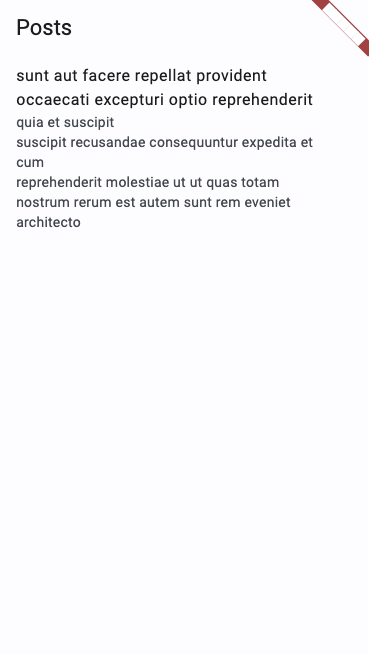 Posts
sunt aut facere repellat provident
occaecati excepturi optio reprehenderit
quia et suscipit
suscipit recusandae consequuntur expedita et
cum
reprehenderit molestiae ut ut quas totam
nostrum rerum est autem sunt rem eveniet
architecto